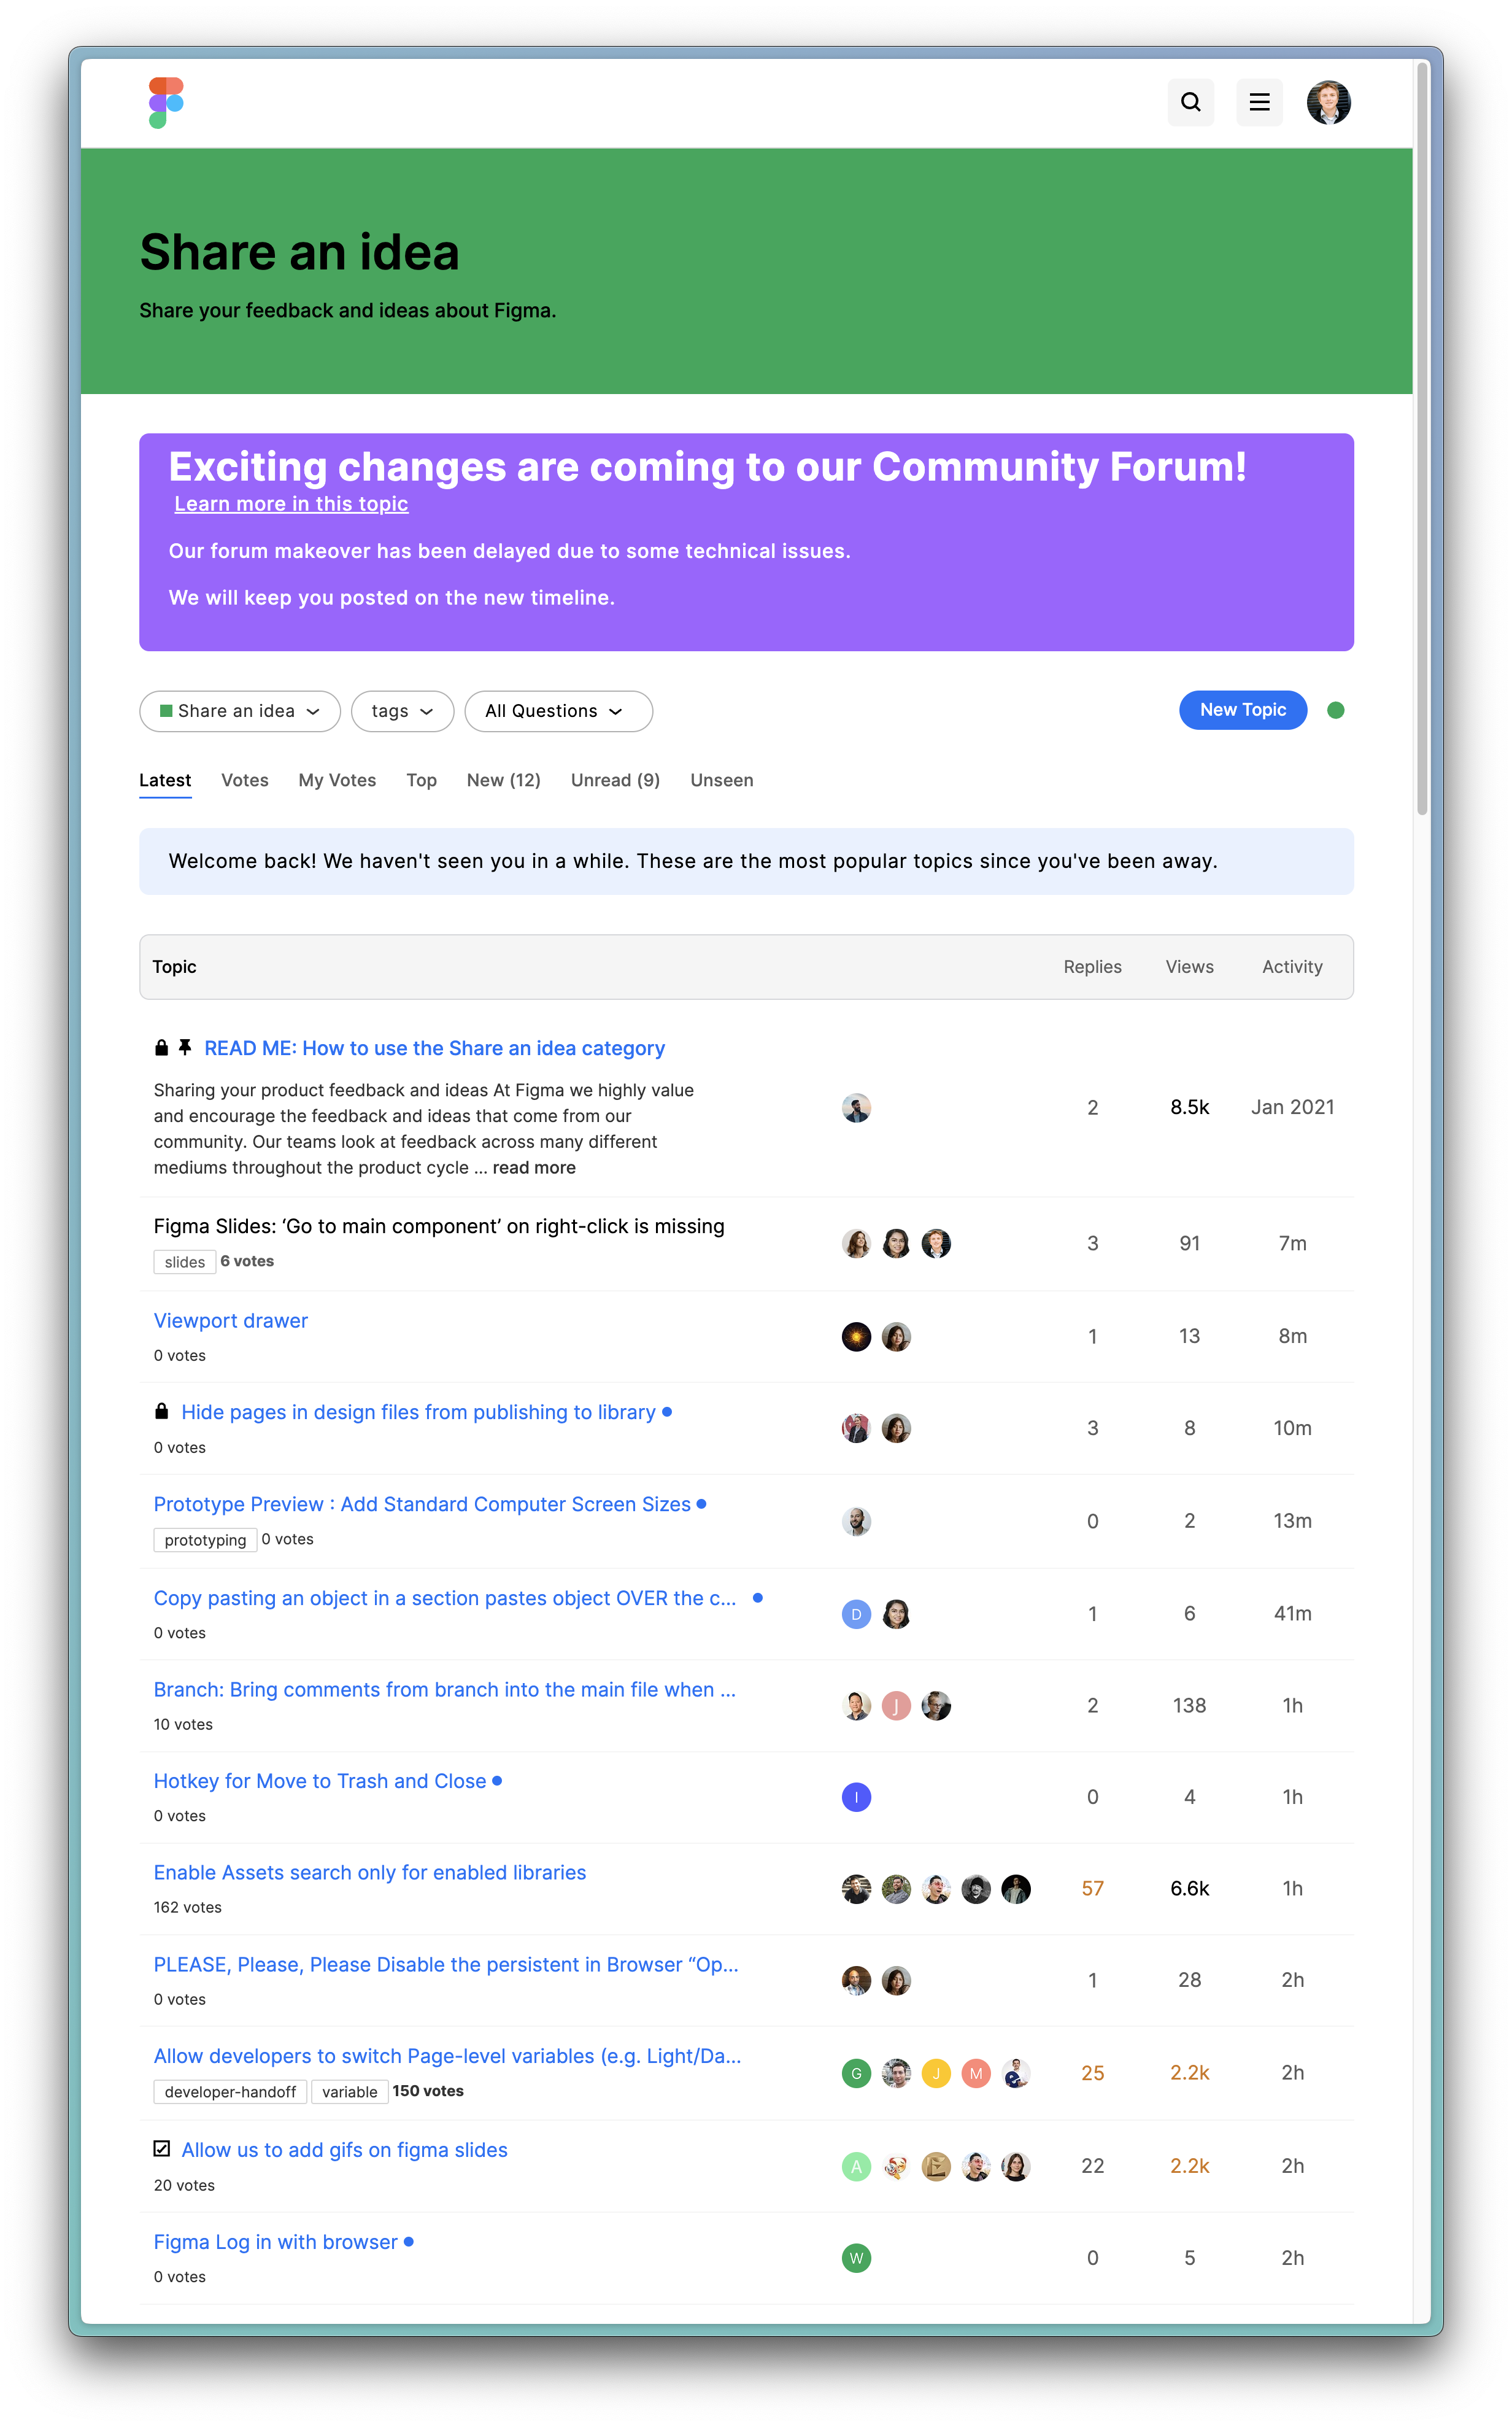 Share an idea
Share your feedback and ideas about Figma.
Exciting changes are coming to our Community Forum!
Learn more in this topic
Our forum makeover has been delayed due to some technical issues.
We will keep you posted on the new timeline.
Share an idea tags All Questions New Topic
Latest Votes My Votes Top New (12) Unread (9) Unseen
Welcome back! We haven't seen you in a while. These are the most popular topics since you've been away.
Topic Replies Views Activity
READ ME: How to use the Share an idea category
Sharing your product feedback and ideas At Figma we highly value
and encourage the feedback and ideas that come from our
community. Our teams look at feedback across many different
mediums throughout the product cycle ... read more
2 8.5k Jan 2021
Figma Slides: ‘Go to main component’ on right-click is missing
slides 6 votes
3 91 7m
Viewport drawer
0 votes
1 13 8m
Hide pages in design files from publishing to library
0 votes
3 8 10m
Prototype Preview : Add Standard Computer Screen Sizes
prototyping 0 votes
0 2 13m
Copy pasting an object in a section pastes object OVER the c...
0 votes
D 1 6 41m
Branch: Bring comments from branch into the main file when ...
10 votes
J 2 138 1h
Hotkey for Move to Trash and Close
0 votes
I 0 4 1h
Enable Assets search only for enabled libraries
162 votes
57 6.6k 1h
PLEASE, Please, Please Disable the persistent in Browser “Op...
0 votes
1 28 2h
Allow developers to switch Page-level variables (e.g. Light/Da...
developer-handoff variable 150 votes
G J M 25 2.2k 2h
Allow us to add gifs on figma slides
20 votes
A 22 2.2k 2h
Figma Log in with browser
0 votes
W 0 5 2h